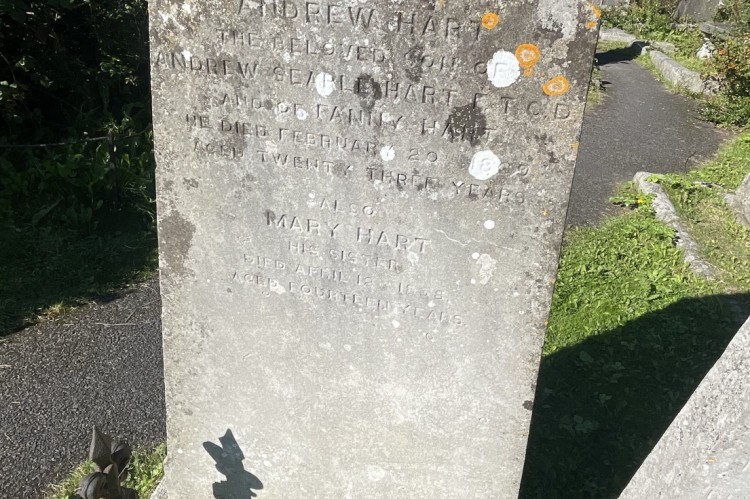 ANDREW HART
THE BELOVED SON OF
ANDREW SEARLE HART F.T.C.D
AND OF FANNY HART
HE DIED FEBRUARY 20TH
AGED TWENTY THREE YEARS
ALSO
MARY HART
HIS SISTER
DIED APRIL
AGED FOURTEEN YEARS